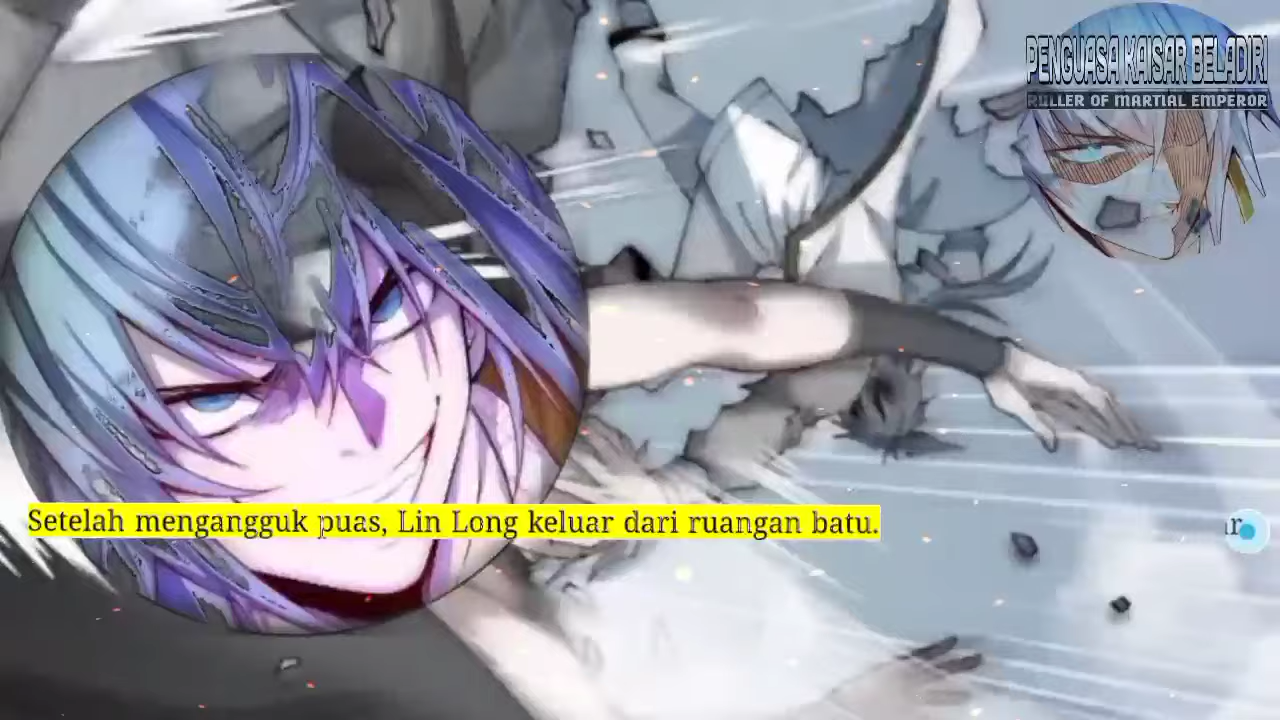 PENGUASA KAISAR BELADIRI
RULLER OF MARTIAL EMPEROR
Setelah mengangguk puas, Lin Long keluar dari ruangan batu.